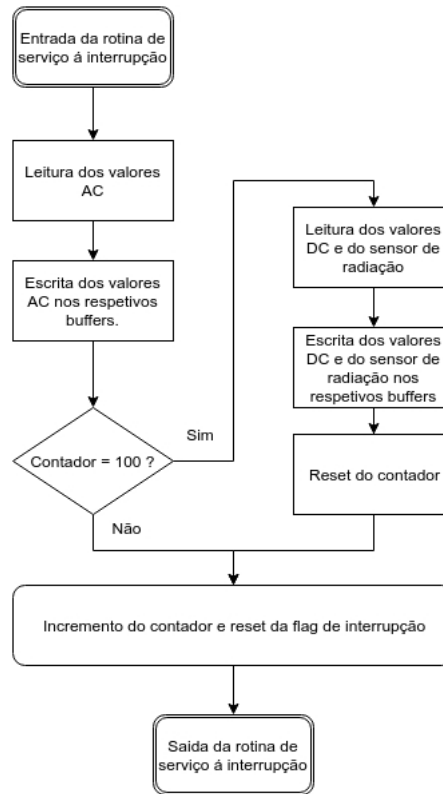 Entrada da rotina de
serviço á interrupção
Leitura dos valores
AC
Escrita dos valores
AC nos respetivos
buffers.
Contador = 100 ?
Sim
Não
Leitura dos valores
DC e do sensor de
radiação
Escrita dos valores
DC e do sensor de
radiação nos
respetivos buffers
Reset do contador
Incremento do contador e reset da flag de interrupção
Saida da rotina de
serviço á interrupção